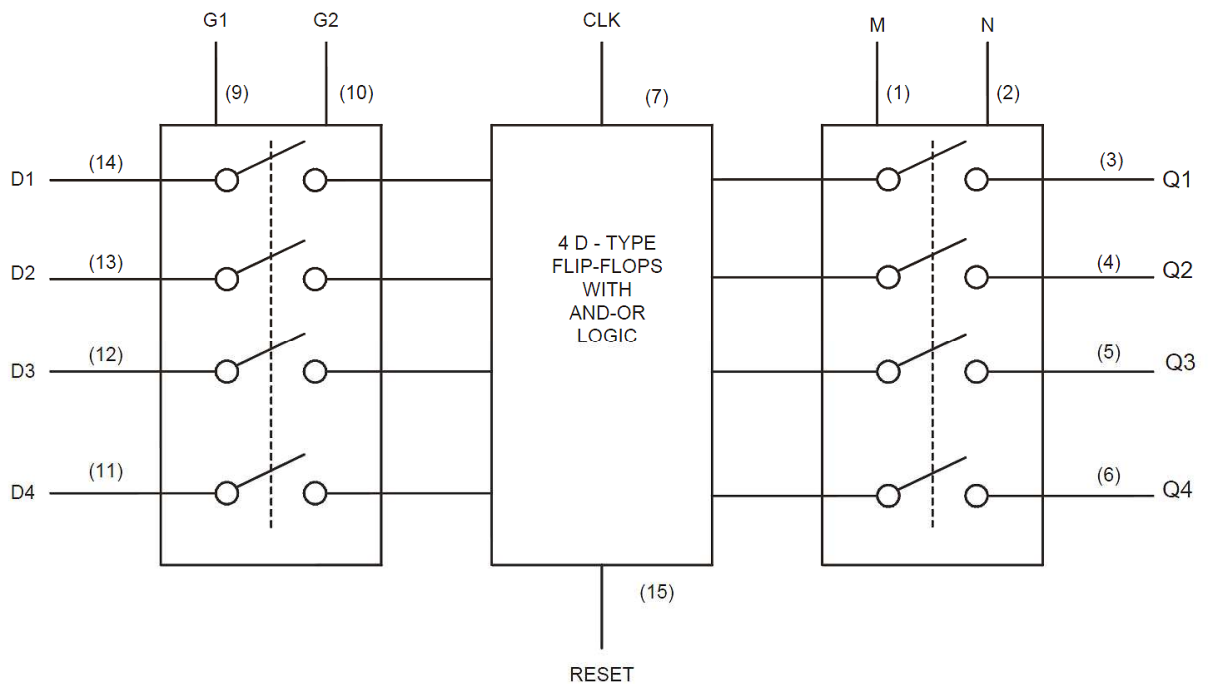 G1 G2 CLK M N
(9) (10) (7) (1) (2)
D1 (14) (3) Q1
D2 (13) (4) Q2
D3 (12) (5) Q3
D4 (11) (6) Q4
4 D - TYPE
FLIP-FLOPS
WITH
AND-OR
LOGIC
(15)
RESET